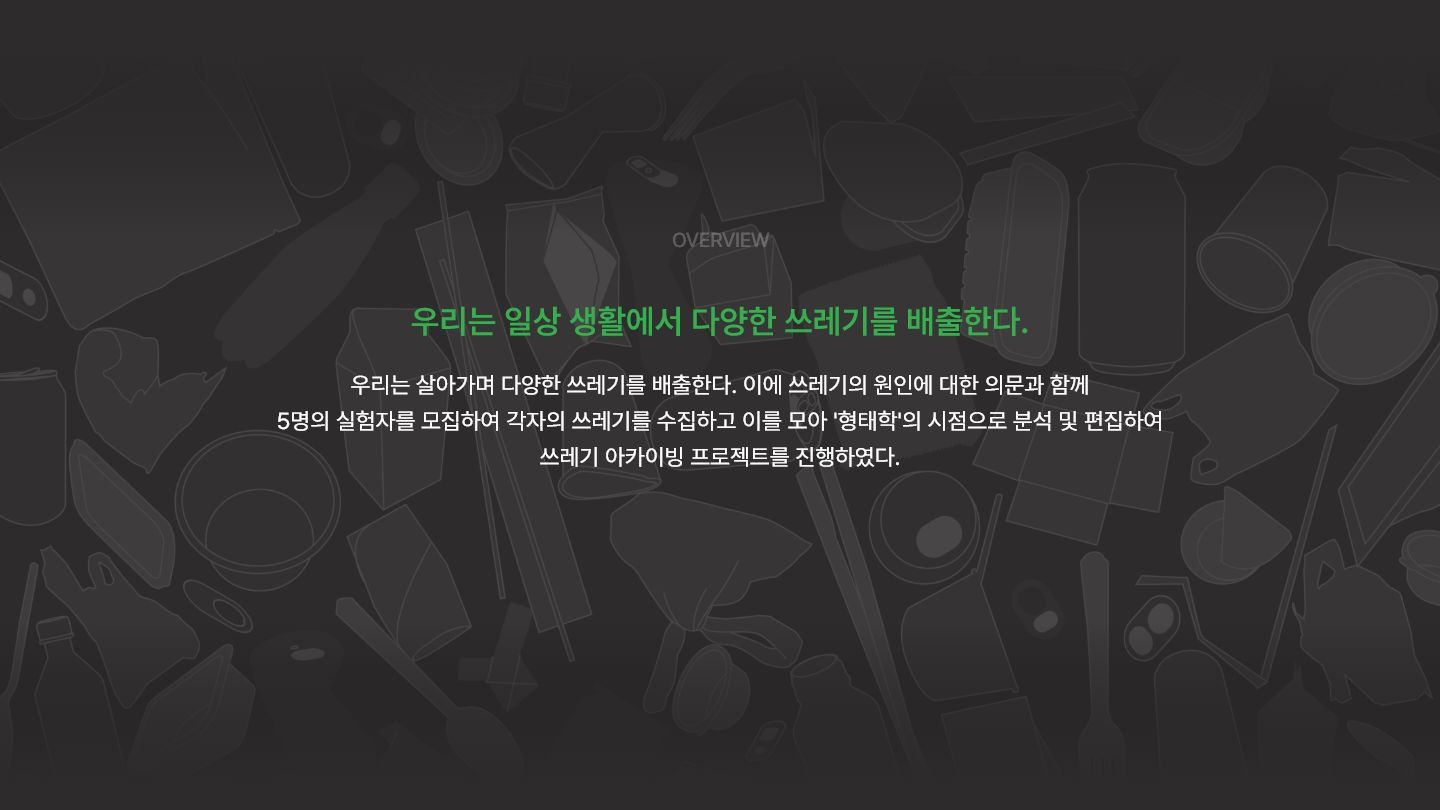 OVERVIEW
우리는 일상 생활에서 다양한 쓰레기를 배출한다.
우리는 살아가며 다양한 쓰레기를 배출한다. 이에 쓰레기의 원인에 대한 의문과 함께
5명의 실험자를 모집하여 각자의 쓰레기를 수집하고 이를 모아 '형태학'의 시점으로 분석 및 편집하여
쓰레기 아카이빙 프로젝트를 진행하였다.